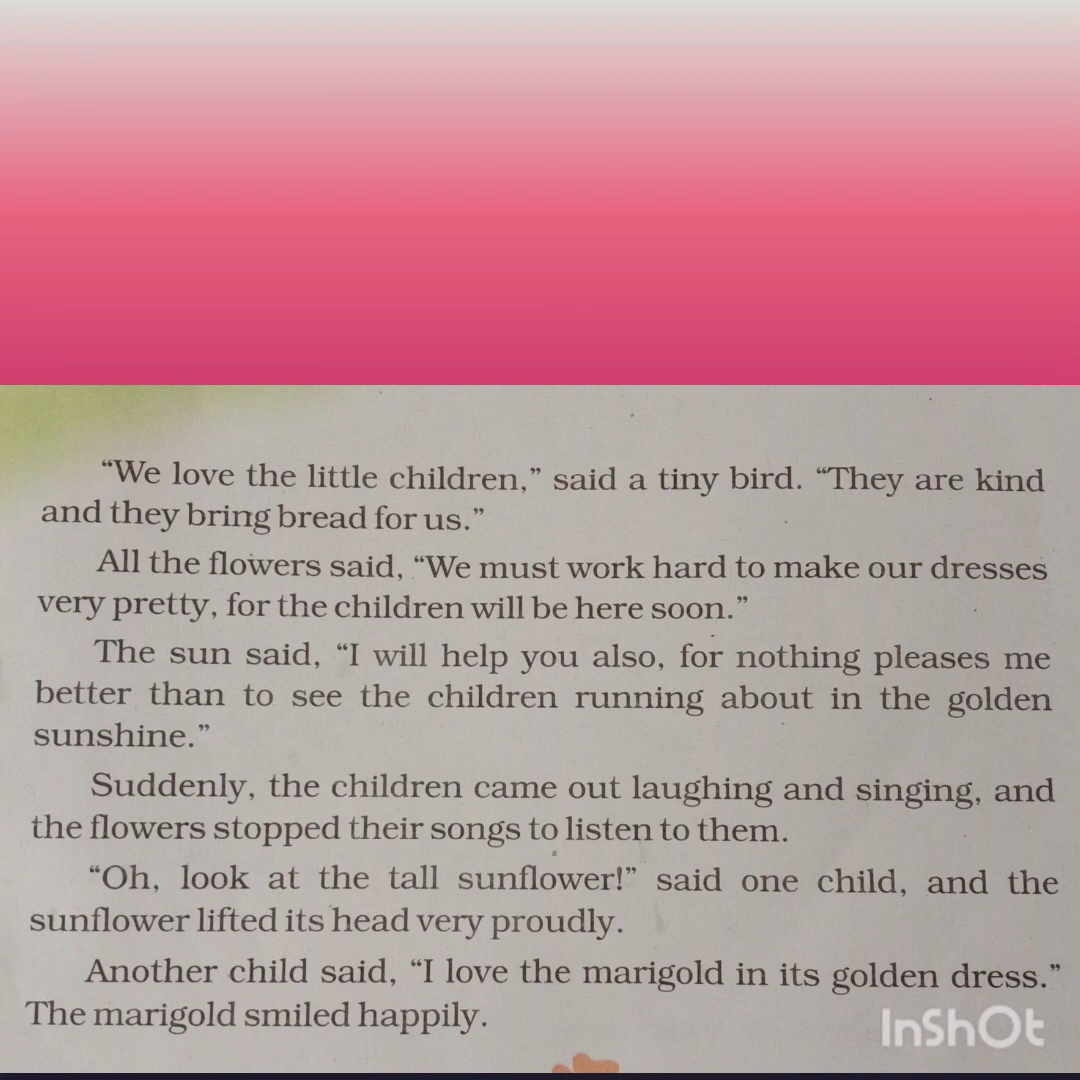 “We love the little children,” said a tiny bird. “They are kind
and they bring bread for us.”
All the flowers said, “We must work hard to make our dresses
very pretty, for the children will be here soon.”
The sun said, “I will help you also, for nothing pleases me
better than to see the children running about in the golden
sunshine.”
Suddenly, the children came out laughing and singing, and
the flowers stopped their songs to listen to them.
“Oh, look at the tall sunflower!” said one child, and the
sunflower lifted its head very proudly.
Another child said, “I love the marigold in its golden dress.”
The marigold smiled happily.
InShOt